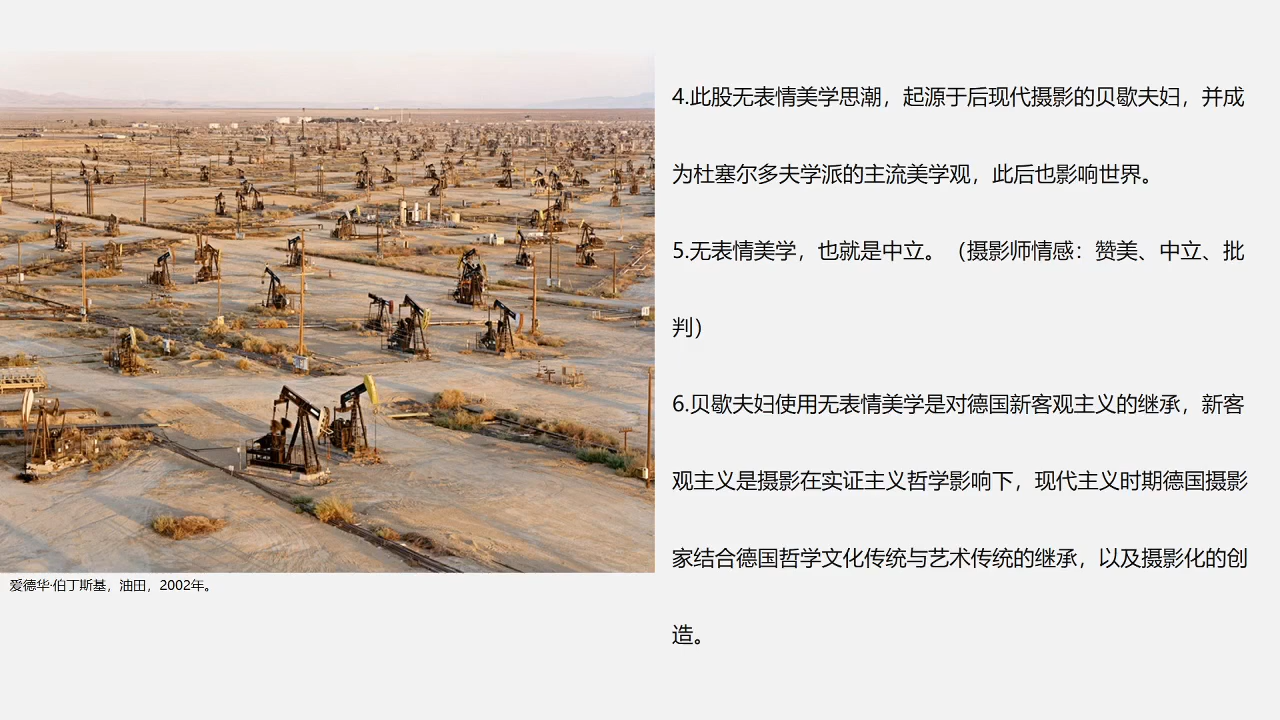 4.此股无表情美学思潮，起源于后现代摄影的贝歇夫妇，并成
为杜塞尔多夫学派的主流美学观，此后也影响世界。
5.无表情美学，也就是中立。（摄影师情感：赞美、中立、批
判）
6.贝歇夫妇使用无表情美学是对德国新客观主义的继承，新客
观主义是摄影在实证主义哲学影响下，现代主义时期德国摄影
家结合德国哲学文化传统与艺术传统的继承，以及摄影化的创
造。
爱德华·伯丁斯基，油田，2002年。